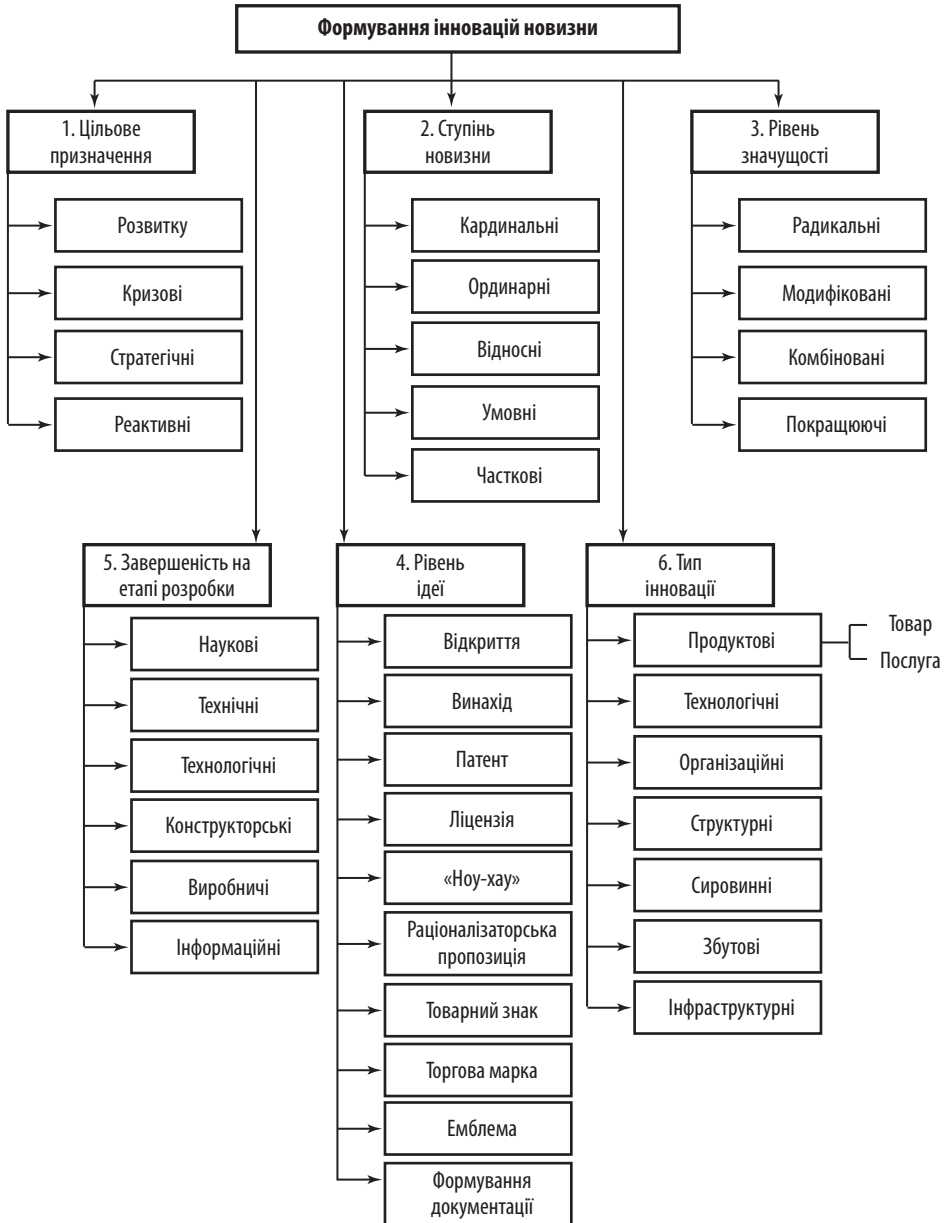 Формування інновацій новизни
1. Цільове
призначення
Розвитку
Кризові
Стратегічні
Реактивні
2. Ступінь
новизни
Кардинальні
Ординарні
Відносні
Умовні
Часткові
3. Рівень
значущості
Радикальні
Модифіковані
Комбіновані
Покращюючі
5. Завершеність на
етапі розробки
Наукові
Технічні
Технологічні
Конструкторські
Виробничі
Інформаційні
4. Рівень
ідеї
Відкриття
Винахід
Патент
Ліцензія
«Ноу-хау»
Раціоналізаторська
пропозиція
Товарний знак
Торгова марка
Емблема
Формування
документації
6. Тип
інновації
Продуктові
Товар
Послуга
Технологічні
Організаційні
Структурні
Сировинні
Збутові
Інфраструктурні